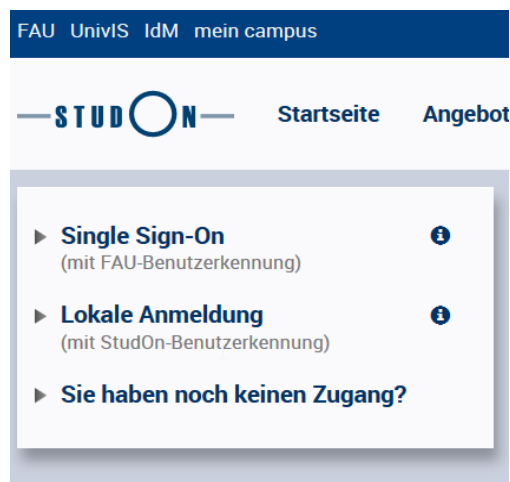 FAU UnivIS IdM mein campus
STUDON Startseite Angebot
Single Sign-On
(mit FAU-Benutzerkennung)
Lokale Anmeldung
(mit StudOn-Benutzerkennung)
Sie haben noch keinen Zugang?